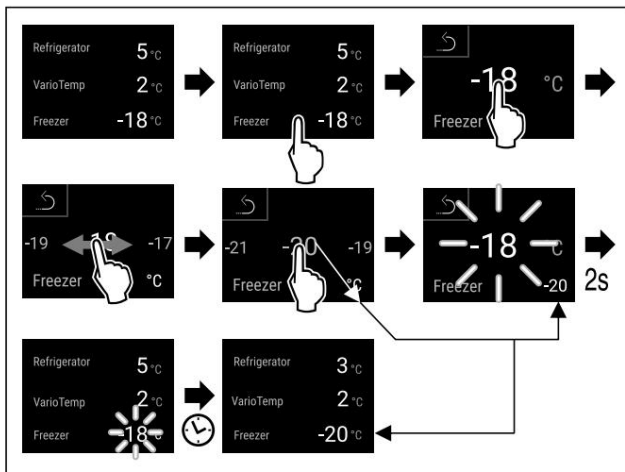 Refrigerator 5 °C
VarioTemp 2 °C
Freezer -18 °C
Refrigerator 5 °C
VarioTemp 2 °C
Freezer -18 °C
-18 °C
Freezer
-19 -17
Freezer °C
-21 -20 -19
Freezer °C
-18 C
Freezer -20
2s
Refrigerator 5 °C
VarioTemp 2 °C
Freezer -18 °C
Refrigerator 3 °C
VarioTemp 2 °C
Freezer -20 °C